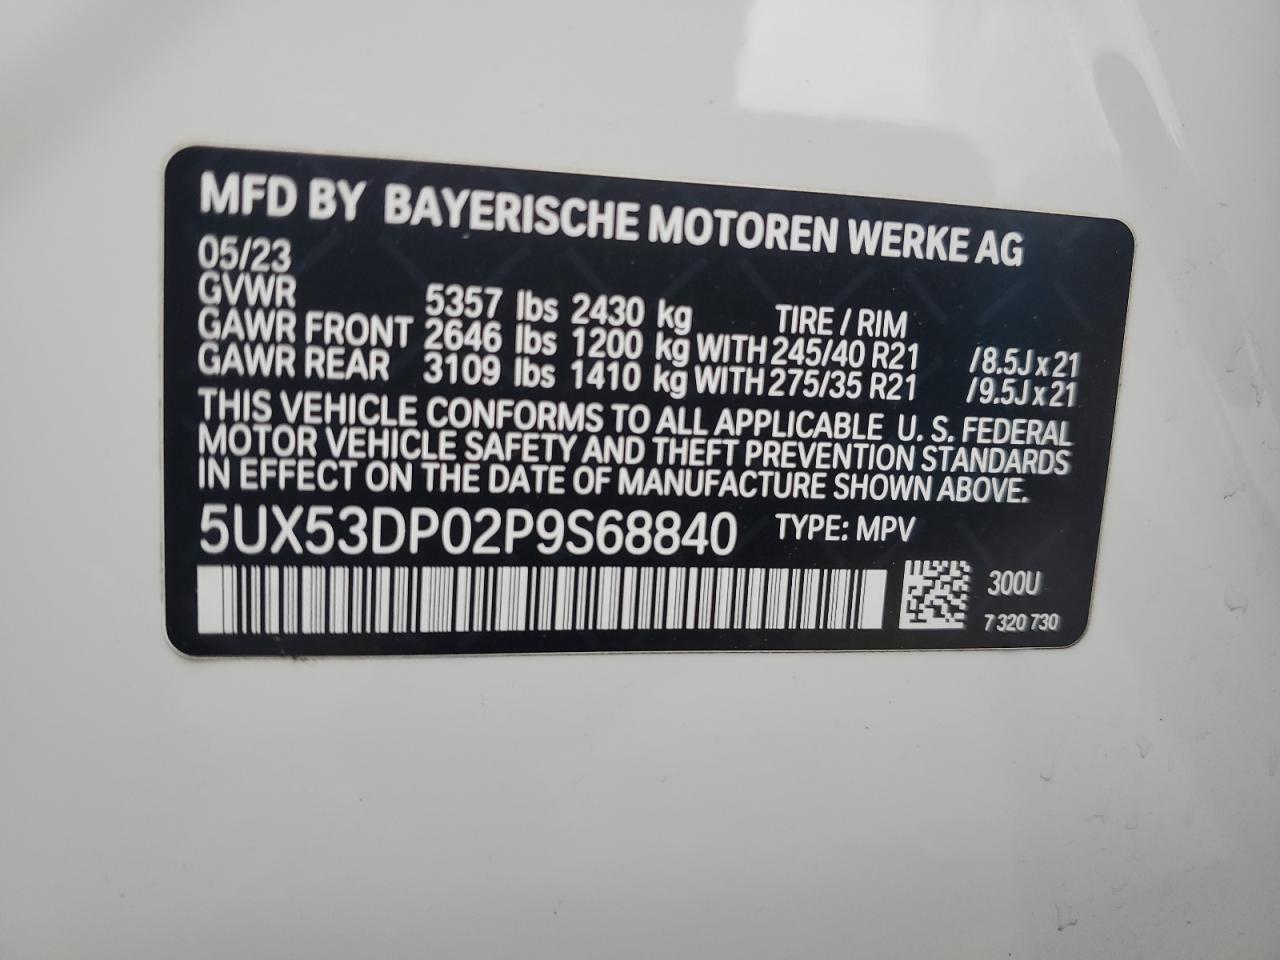 MFD BY BAYERISCHE MOTOREN WERKE AG
05/23
GVWR 5357 lbs 2430 kg TIRE / RIM
GAWR FRONT 2646 lbs 1200 kg WITH 245/40 R21 /8.5J x 21
GAWR REAR 3109 lbs 1410 kg WITH 275/35 R21 /9.5J x 21
THIS VEHICLE CONFORMS TO ALL APPLICABLE U. S. FEDERAL
MOTOR VEHICLE SAFETY AND THEFT PREVENTION STANDARDS
IN EFFECT ON THE DATE OF MANUFACTURE SHOWN ABOVE.
5UX53DP02P9S68840 TYPE: MPV
300U
7 320 730